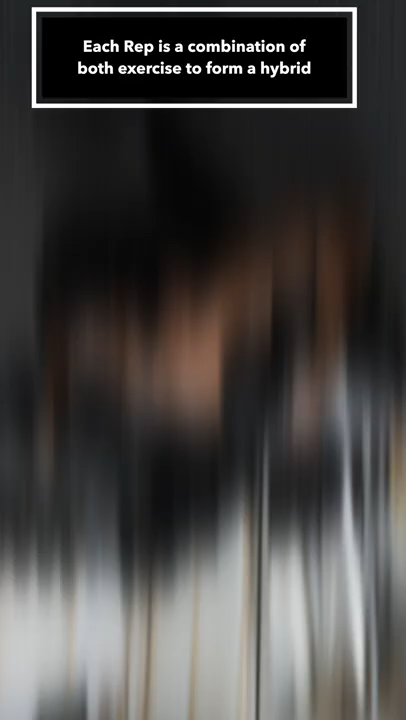 Each Rep is a combination of
both exercise to form a hybrid